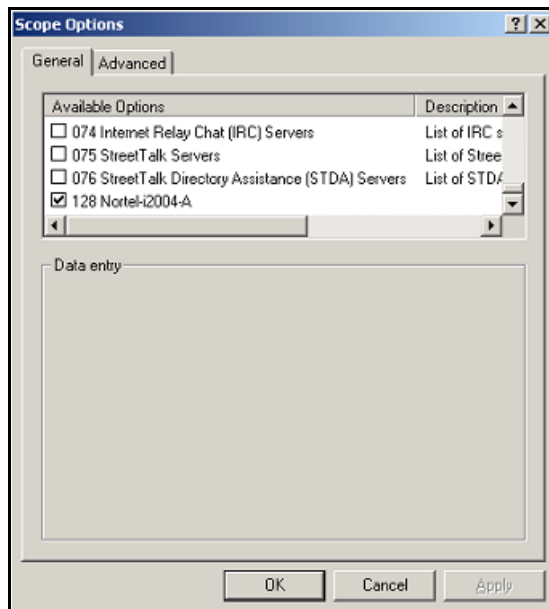 Scope Options
General Advanced
Available Options Description
074 Internet Relay Chat (IRC) Servers List of IRC s
075 StreetTalk Servers List of Stree
076 StreetTalk Directory Assistance (STDA) Servers List of STDA
128 Nortel-i2004-A
Data entry
OK Cancel Apply